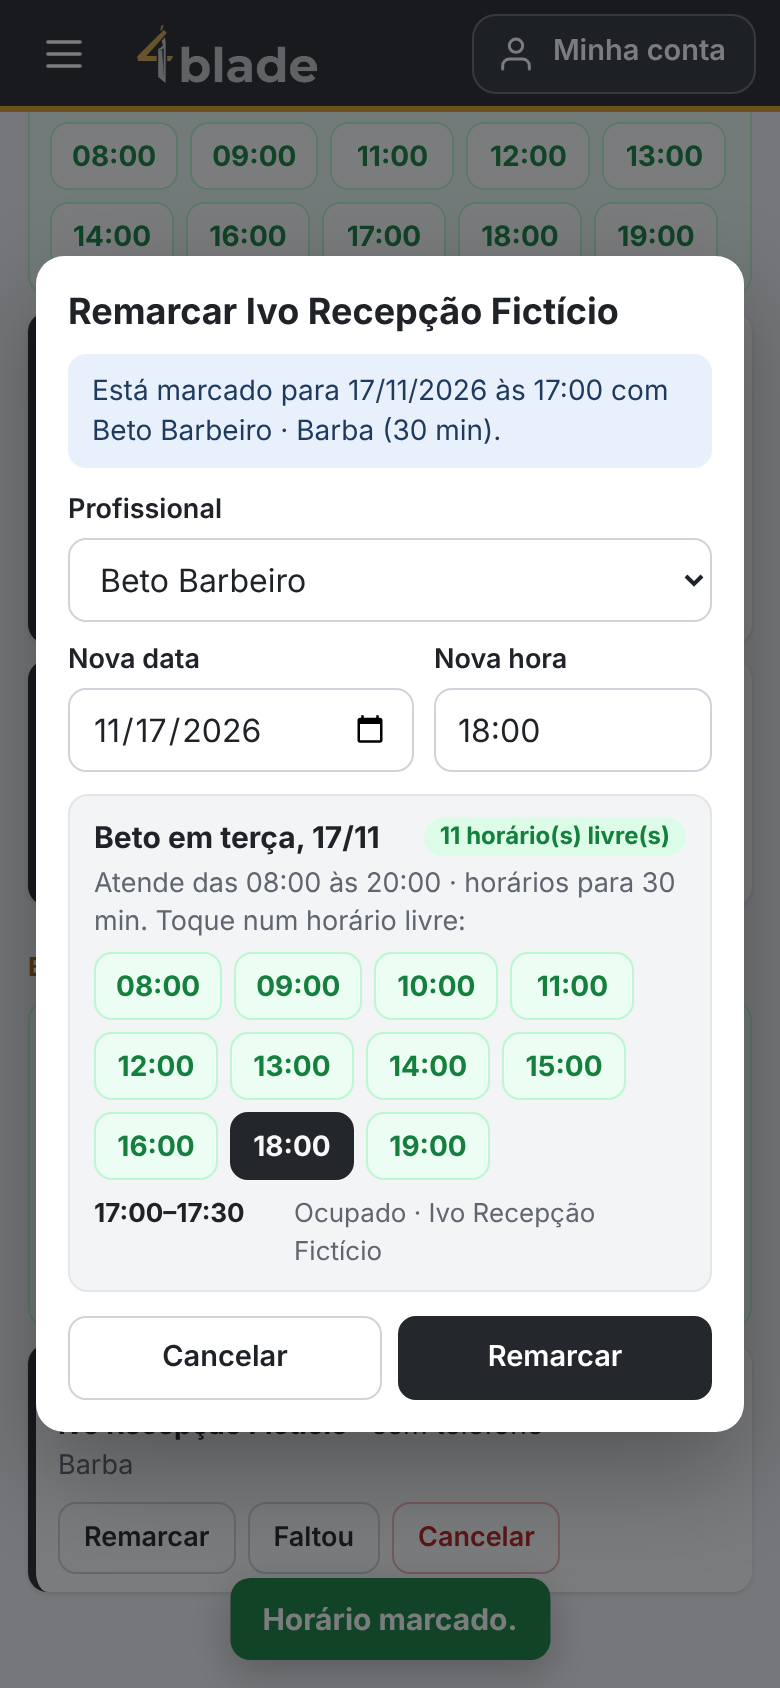 4blade
Minha conta
08:00 09:00 11:00 12:00 13:00
14:00 16:00 17:00 18:00 19:00
Remarcar Ivo Recepção Fictício
Está marcado para 17/11/2026 às 17:00 com
Beto Barbeiro · Barba (30 min).
Profissional
Beto Barbeiro
Nova data Nova hora
11/17/2026 18:00
Beto em terça, 17/11 11 horário(s) livre(s)
Atende das 08:00 às 20:00 · horários para 30
min. Toque num horário livre:
08:00 09:00 10:00 11:00
12:00 13:00 14:00 15:00
16:00 18:00 19:00
17:00–17:30 Ocupado · Ivo Recepção
Fictício
Cancelar Remarcar
Barba
Remarcar Faltou Cancelar
Horário marcado.